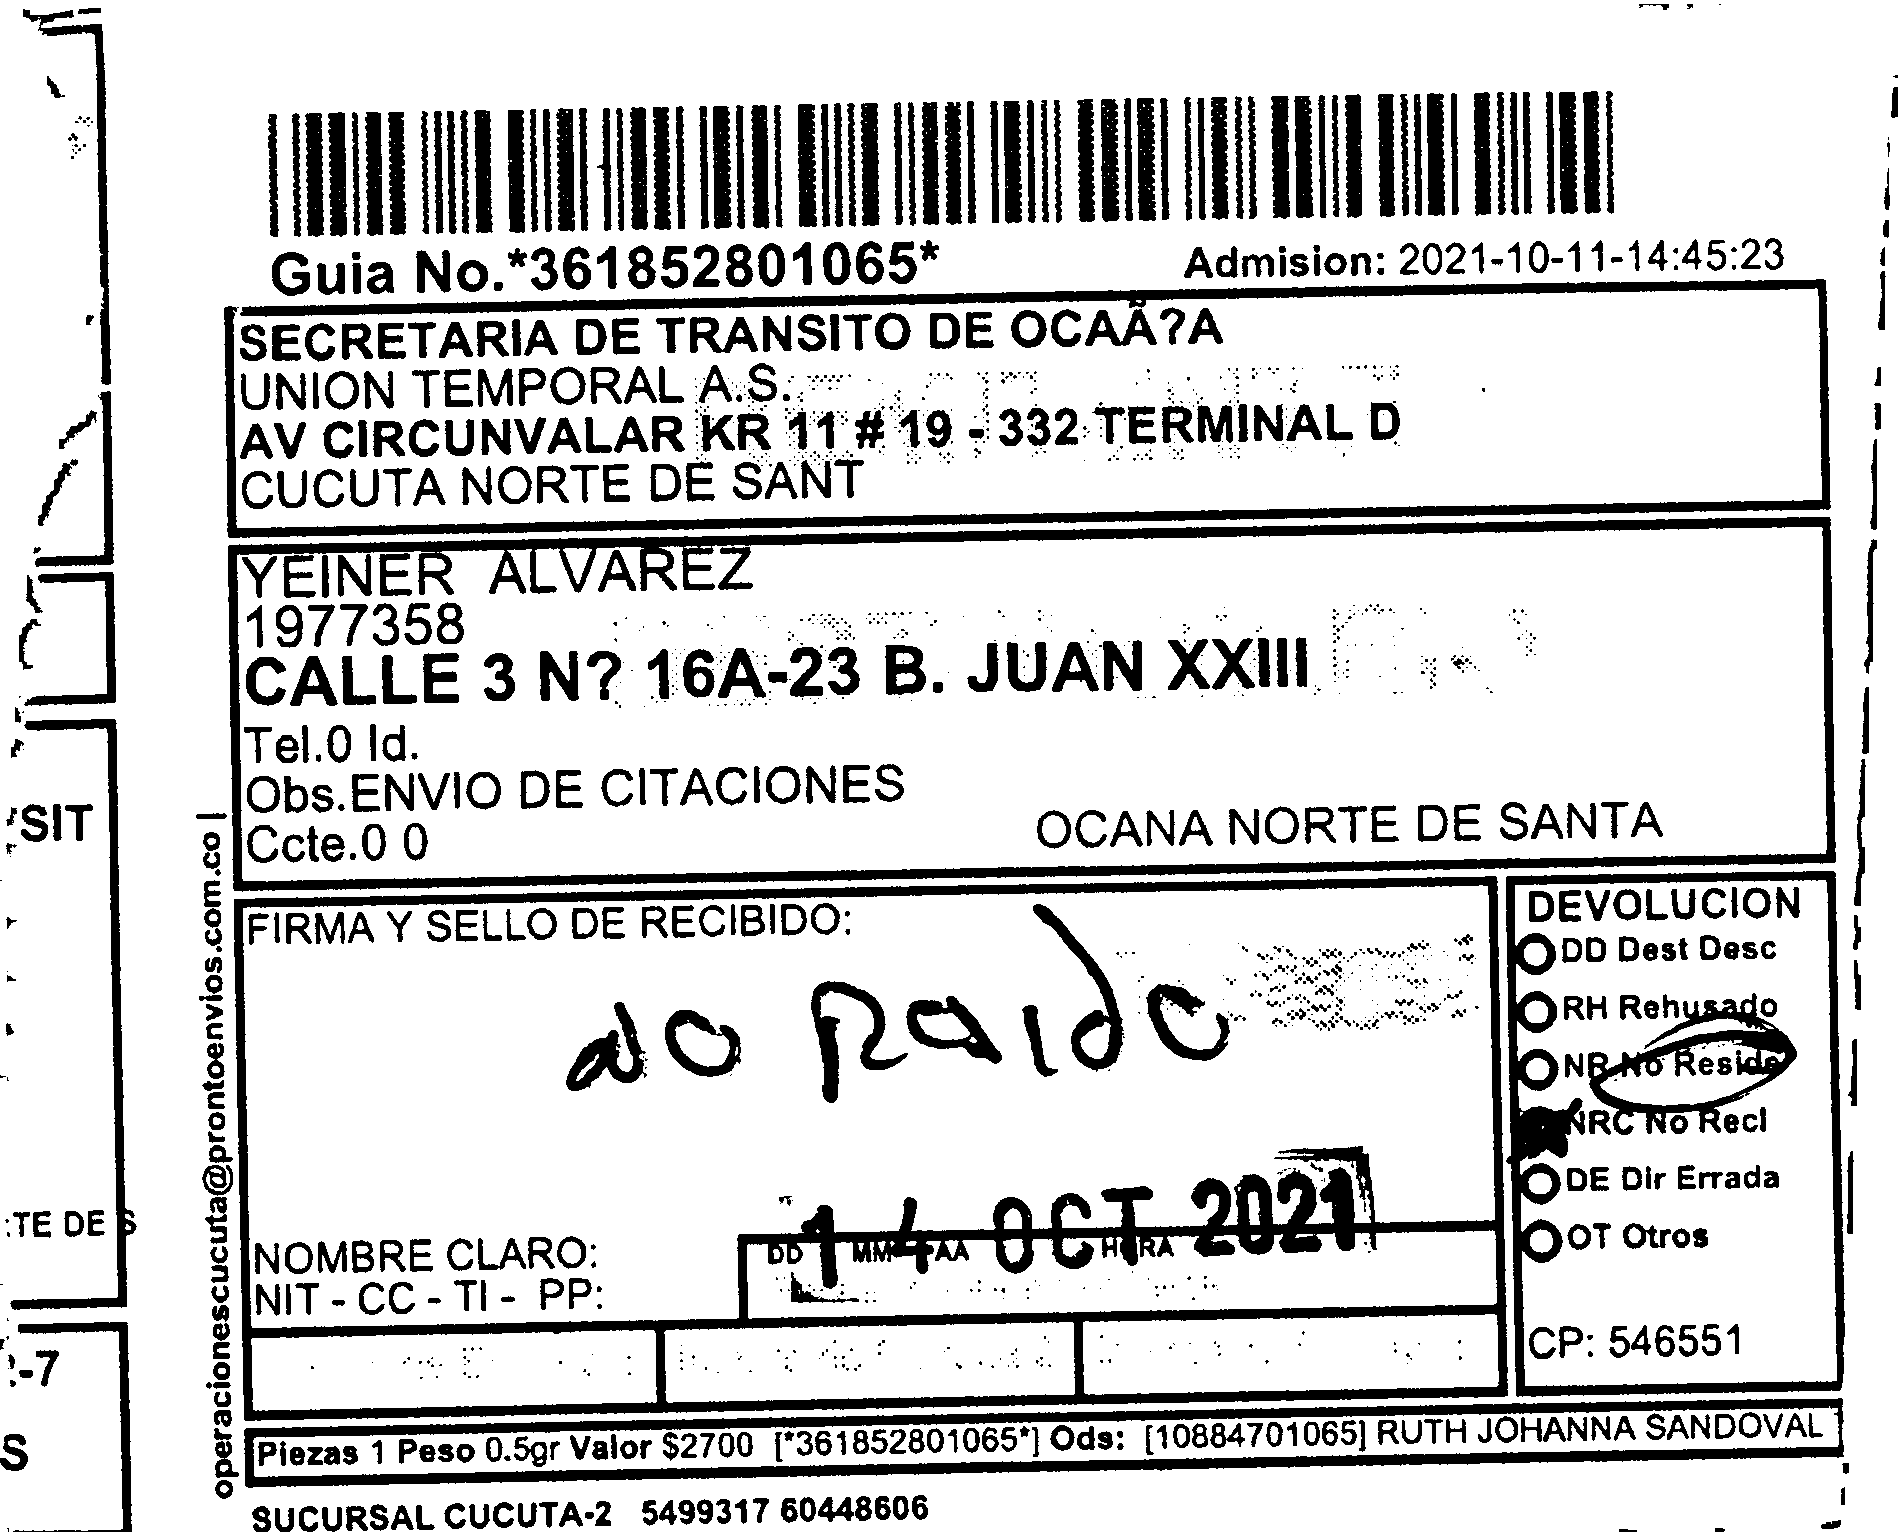 Guia No.*361852801065*
Admision: 2021-10-11-14:45:23
SECRETARIA DE TRANSITO DE OCAÃ?A
UNION TEMPORAL A.S.
AV CIRCUNVALAR KR 11 # 19 - 332 TERMINAL D
CUCUTA NORTE DE SANT
YEINER ALVAREZ
1977358
CALLE 3 N? 16A-23 B. JUAN XXIII
Tel.0 Id.
Obs.ENVIO DE CITACIONES
Ccte.0 0
OCANA NORTE DE SANTA
FIRMA Y SELLO DE RECIBIDO:
NOMBRE CLARO:
NIT - CC - TI - PP:
DD MM AA HORA
14 OCT 2021
DEVOLUCION
DD Dest Desc
RH Rehusado
NR No Reside
NRC No Recl
DE Dir Errada
OT Otros
CP: 546551
Piezas 1 Peso 0.5gr Valor $2700 [*361852801065*] Ods: [10884701065] RUTH JOHANNA SANDOVAL
SUCURSAL CUCUTA-2 5499317 60448606
operacionescucuta@prontoenvios.com.co |
SIT
TE DE S
-7
S